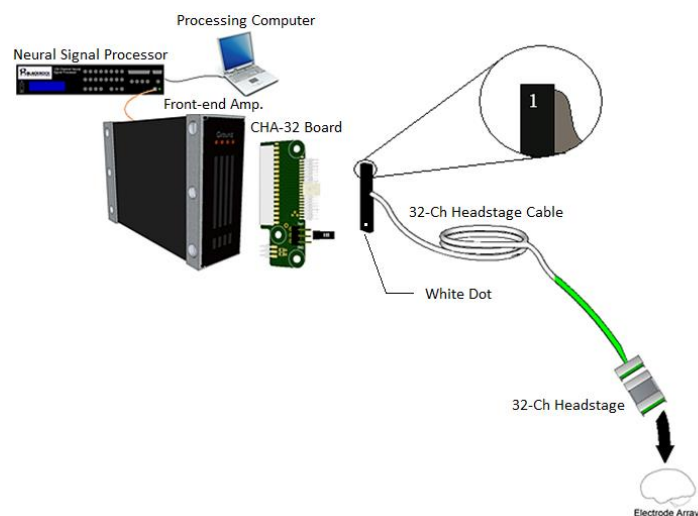 Processing Computer
Neural Signal Processor
Front-end Amp.
Ground
CHA-32 Board
1
32-Ch Headstage Cable
White Dot
32-Ch Headstage
Electrode Array